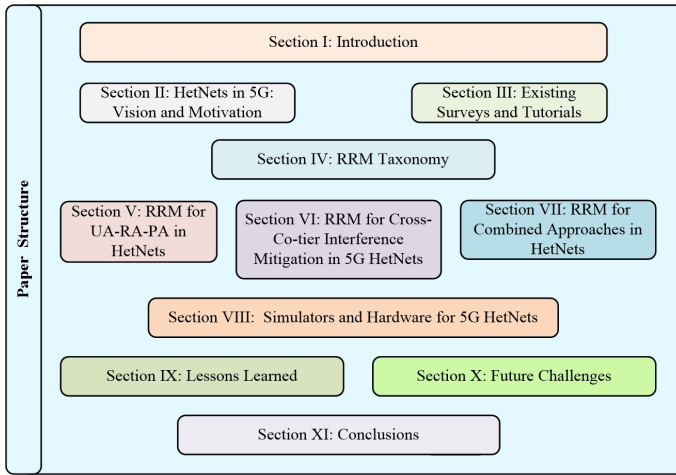 Paper Structure
Section I: Introduction
Section II: HetNets in 5G:
Vision and Motivation
Section III: Existing
Surveys and Tutorials
Section IV: RRM Taxonomy
Section V: RRM for
UA-RA-PA in
HetNets
Section VI: RRM for Cross-
Co-tier Interference
Mitigation in 5G HetNets
Section VII: RRM for
Combined Approaches in
HetNets
Section VIII:  Simulators and Hardware for 5G HetNets
Section IX: Lessons Learned
Section X: Future Challenges
Section XI: Conclusions